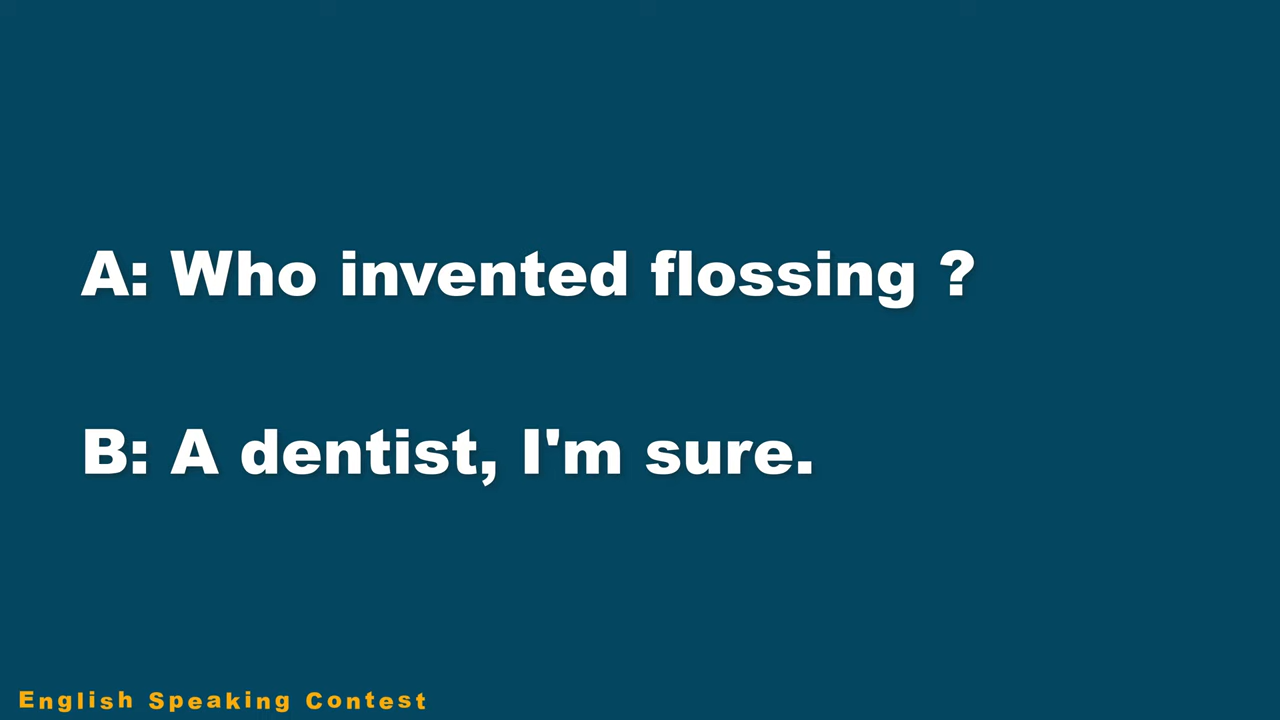 A: Who invented flossing ?
B: A dentist, I'm sure.
English Speaking Contest